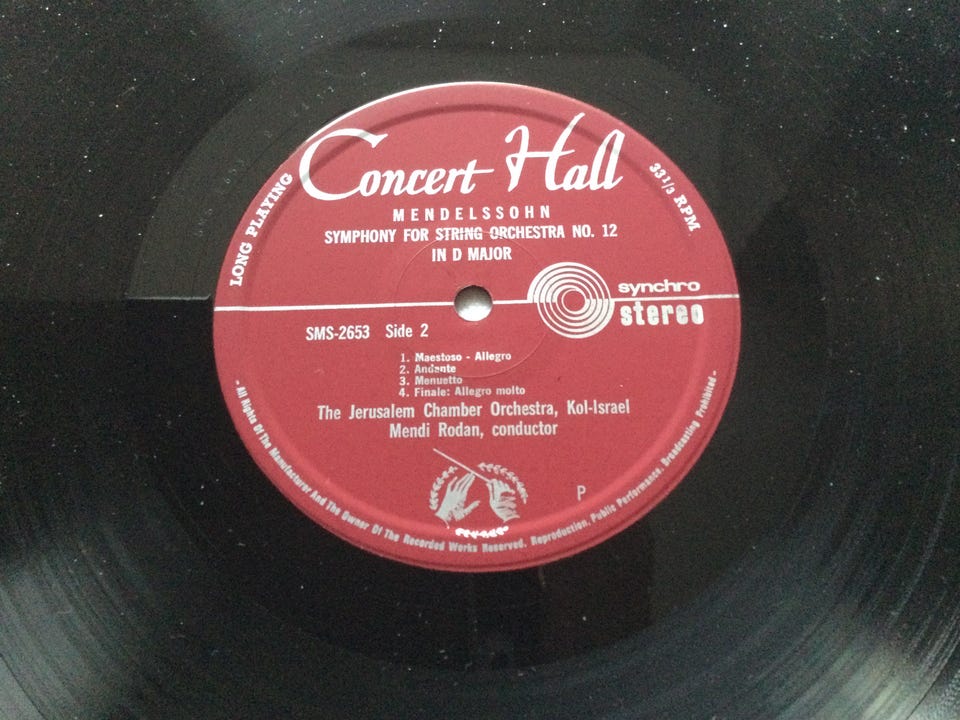 Concert Hall
LONG PLAYING
33 1/3 RPM.
MENDELSSOHN
SYMPHONY FOR STRING ORCHESTRA NO. 12
IN D MAJOR
synchro
stereo
SMS-2653 Side 2
1. Maestoso - Allegro
2. Andante
3. Menuetto
4. Finale: Allegro molto
The Jerusalem Chamber Orchestra, Kol-Israel
Mendi Rodan, conductor
P
- All Rights Of The Manufacturer And The Owner Of The Recorded Works Reserved. Reproduction, Public Performance, Broadcasting Prohibited -